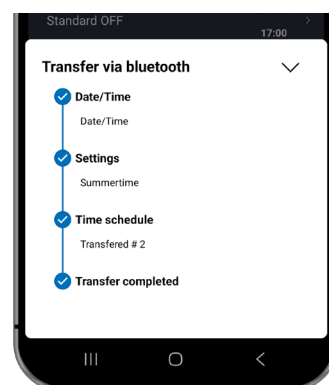 Standard OFF
17:00
Transfer via bluetooth
Date/Time
Date/Time
Settings
Summertime
Time schedule
Transfered # 2
Transfer completed